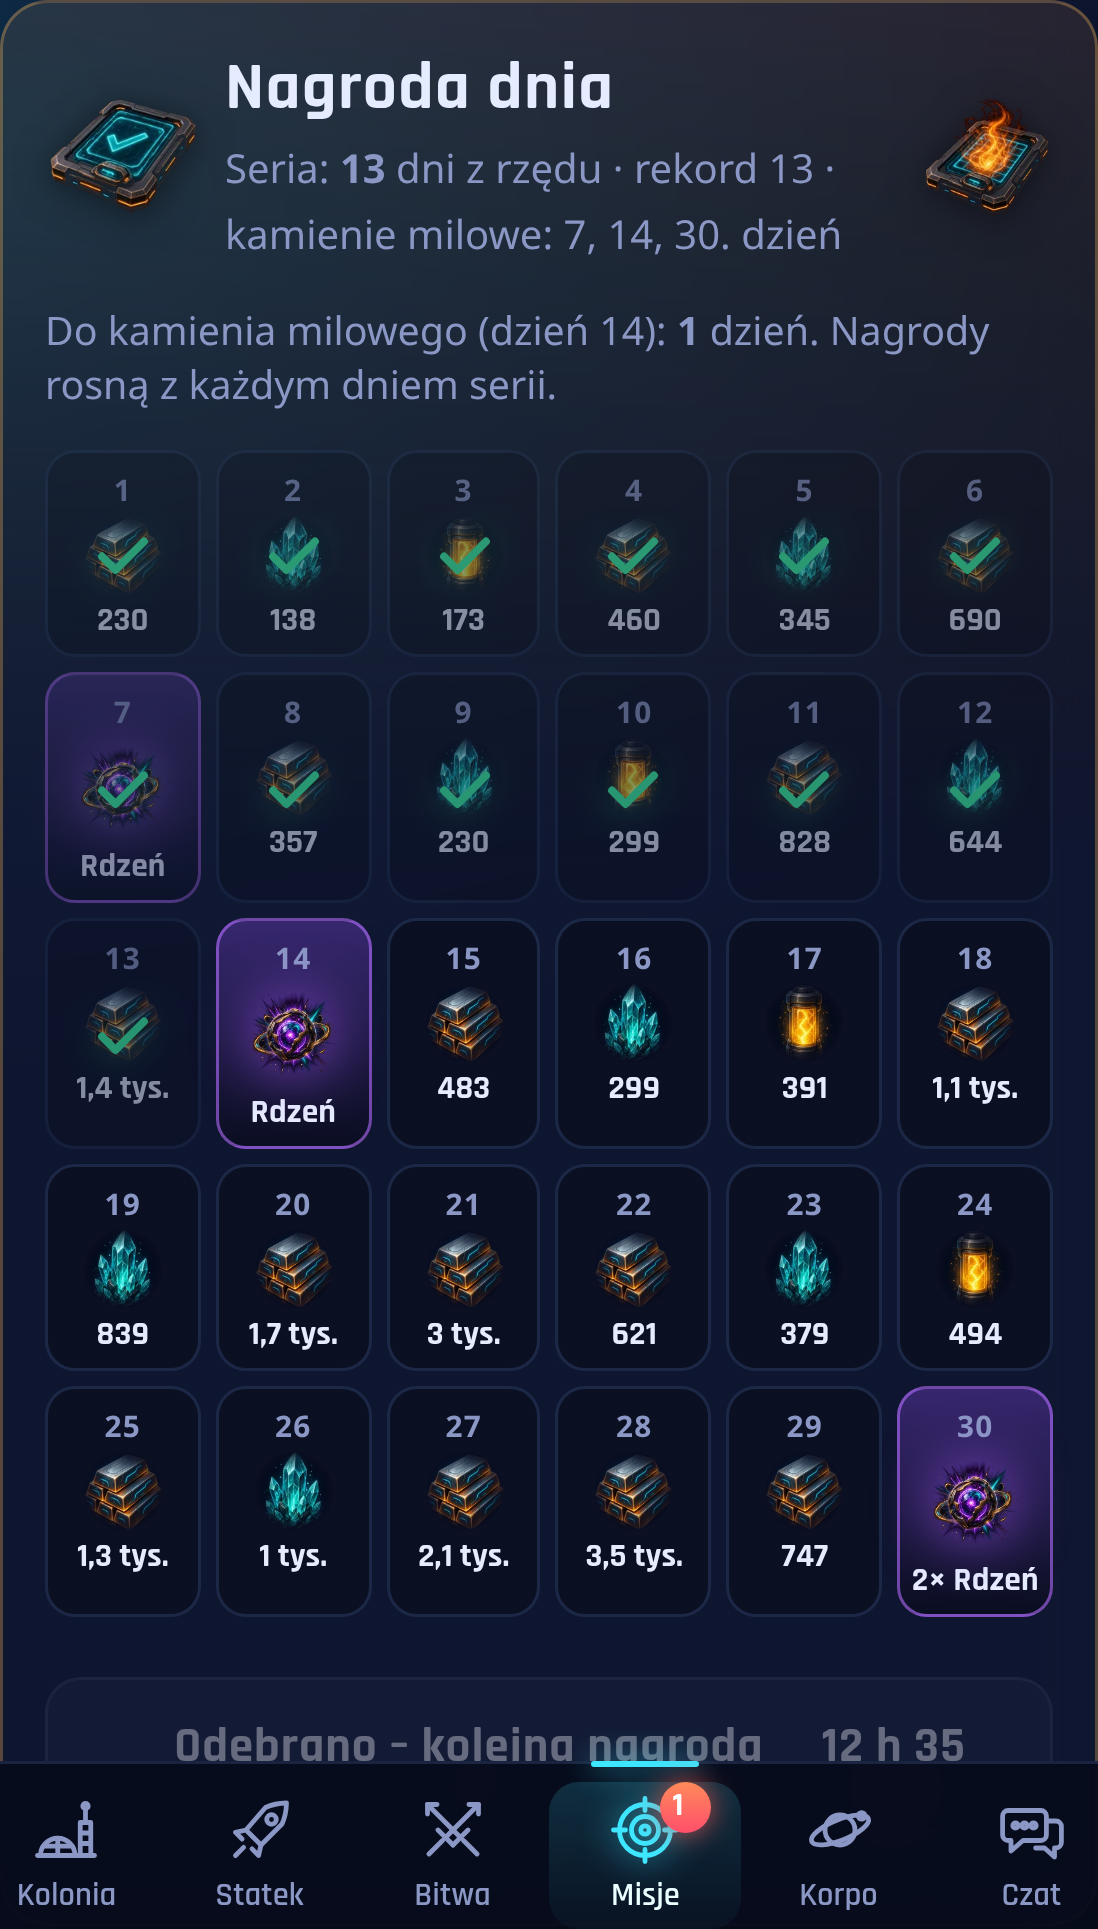 Nagroda dnia
Seria: 13 dni z rzędu · rekord 13 ·
kamienie milowe: 7, 14, 30. dzień
Do kamienia milowego (dzień 14): 1 dzień. Nagrody
rosną z każdym dniem serii.
1 2 3 4 5 6
230 138 173 460 345 690
7 8 9 10 11 12
Rdzeń 357 230 299 828 644
13 14 15 16 17 18
1,4 tys. Rdzeń 483 299 391 1,1 tys.
19 20 21 22 23 24
839 1,7 tys. 3 tys. 621 379 494
25 26 27 28 29 30
1,3 tys. 1 tys. 2,1 tys. 3,5 tys. 747 2× Rdzeń
Odebrano – kolejna nagroda 12 h 35
1
Kolonia Statek Bitwa Misje Korpo Czat